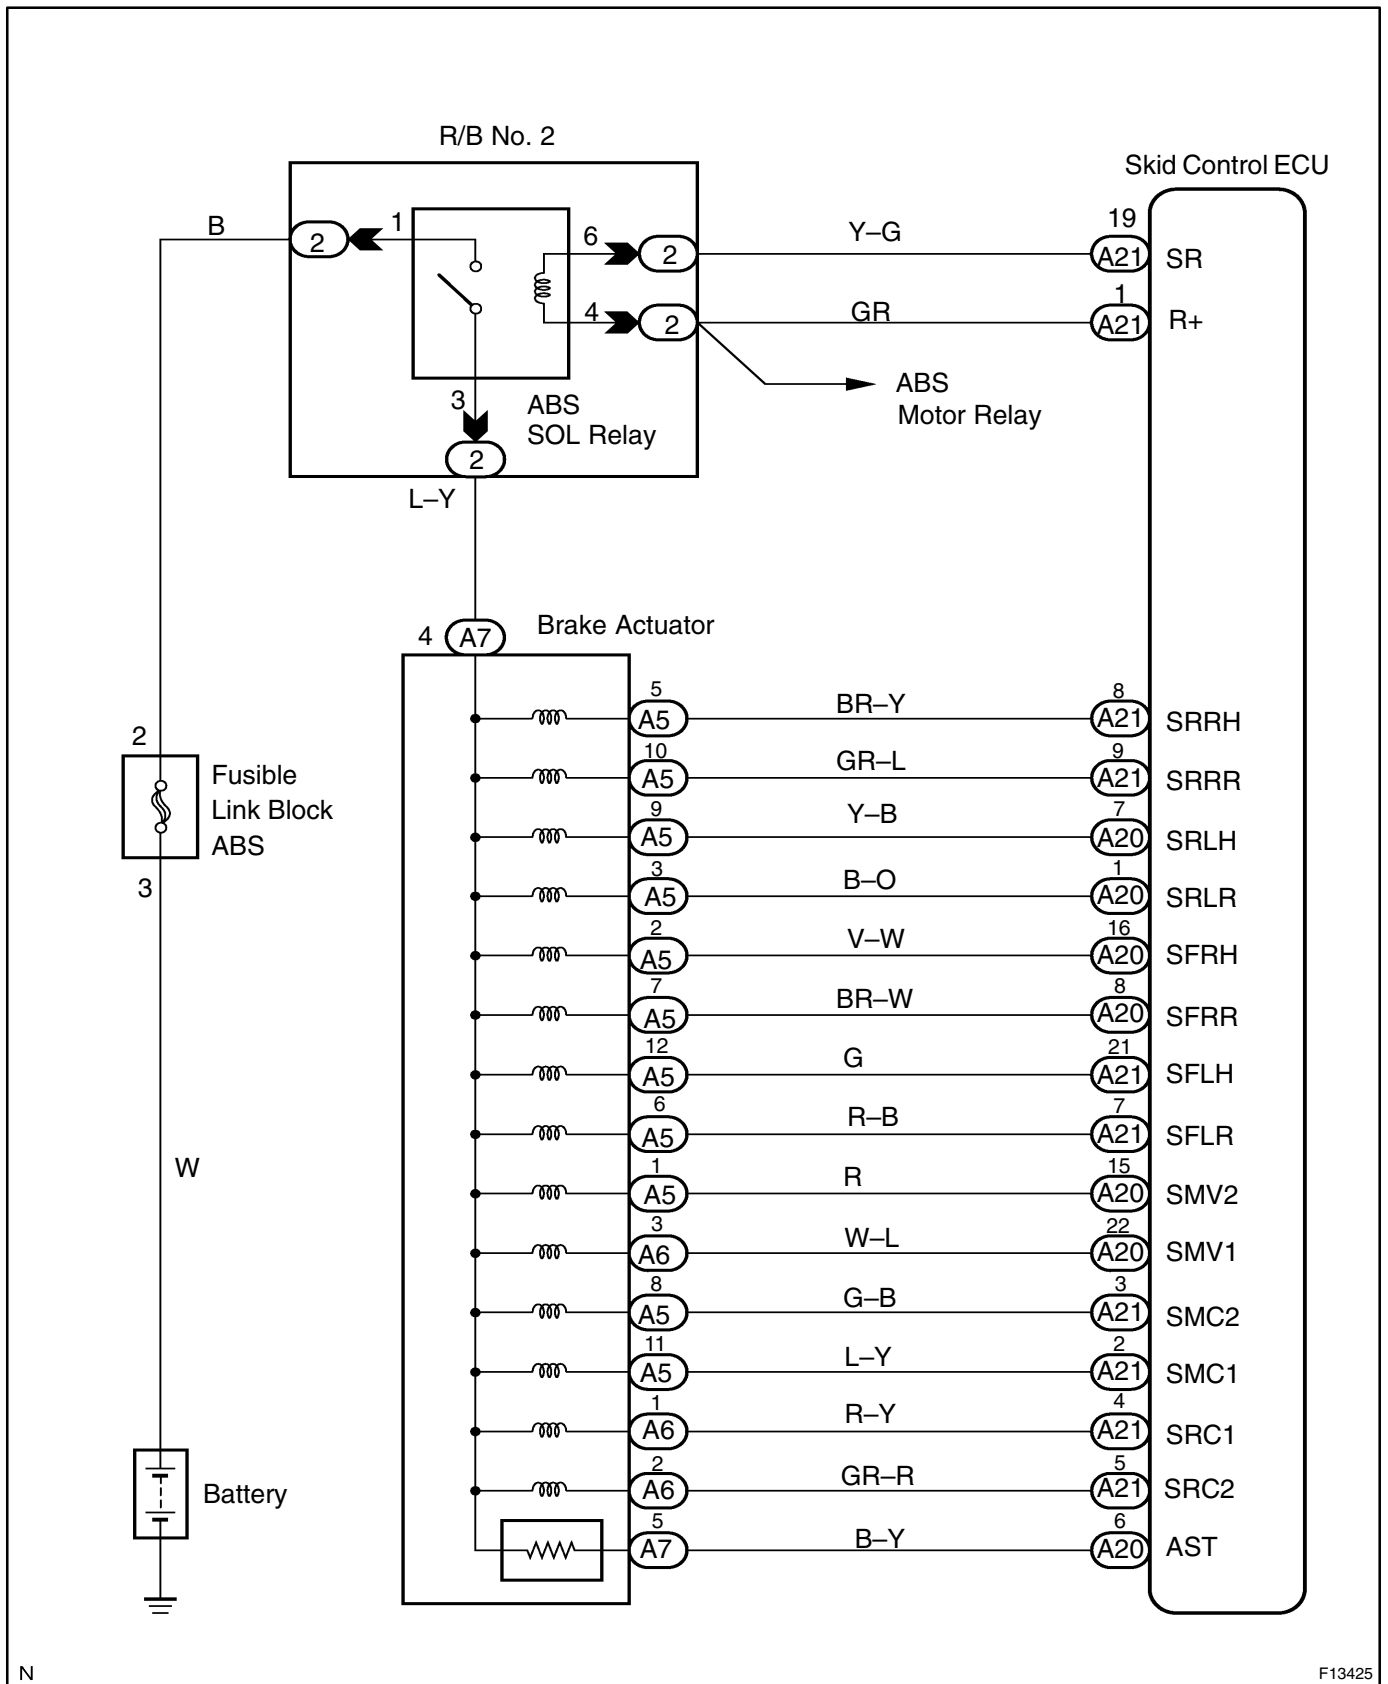 R/B No. 2
Skid Control ECU
B
2
1
6
2
Y–G
19
A21
SR
4
2
GR
1
A21
R+
ABS
Motor Relay
3
ABS
SOL Relay
2
L–Y
4
A7
Brake Actuator
5
A5
BR–Y
8
A21
SRRH
10
A5
GR–L
9
A21
SRRR
9
A5
Y–B
7
A20
SRLH
3
A5
B–O
1
A20
SRLR
2
A5
V–W
16
A20
SFRH
7
A5
BR–W
8
A20
SFRR
12
A5
G
21
A21
SFLH
6
A5
R–B
7
A21
SFLR
1
A5
R
15
A20
SMV2
3
A6
W–L
22
A20
SMV1
8
A5
G–B
3
A21
SMC2
11
A5
L–Y
2
A21
SMC1
1
A6
R–Y
4
A21
SRC1
2
A6
GR–R
5
A21
SRC2
5
A7
B–Y
6
A20
AST
2
Fusible
Link Block
ABS
3
W
Battery
N
F13425